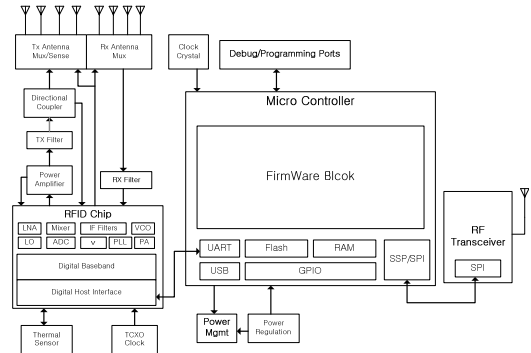 Tx Antenna
Mux/Sense
Rx Antenna
Mux
Clock
Crystal
Debug/Programming Ports
Directional
Coupler
TX Filter
Power
Amplifier
RX Filter
Micro Controller
FirmWare Blcok
RFID Chip
LNA
Mixer
IF Filters
VCO
LO
ADC
v
PLL
PA
Digital Baseband
Digital Host Interface
UART
Flash
RAM
SSP/SPI
USB
GPIO
RF
Transceiver
SPI
Thermal
Sensor
TCXO
Clock
Power
Mgmt
Power
Regulation